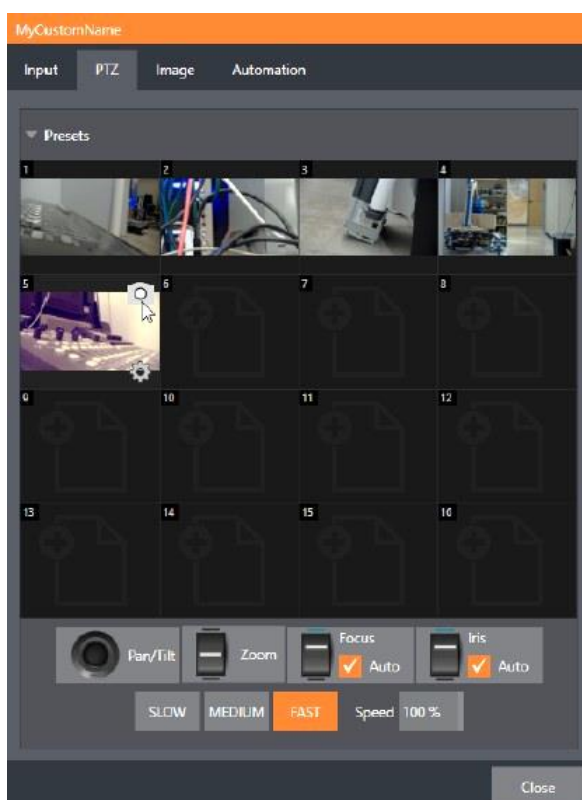 MyCustomName
Input PTZ Image Automation
Presets
1 2 3 4
5 6 7 8
9 10 11 12
13 14 15 16
Pan/Tilt Zoom Focus Auto Iris Auto
SLOW MEDIUM FAST Speed 100 %
Close